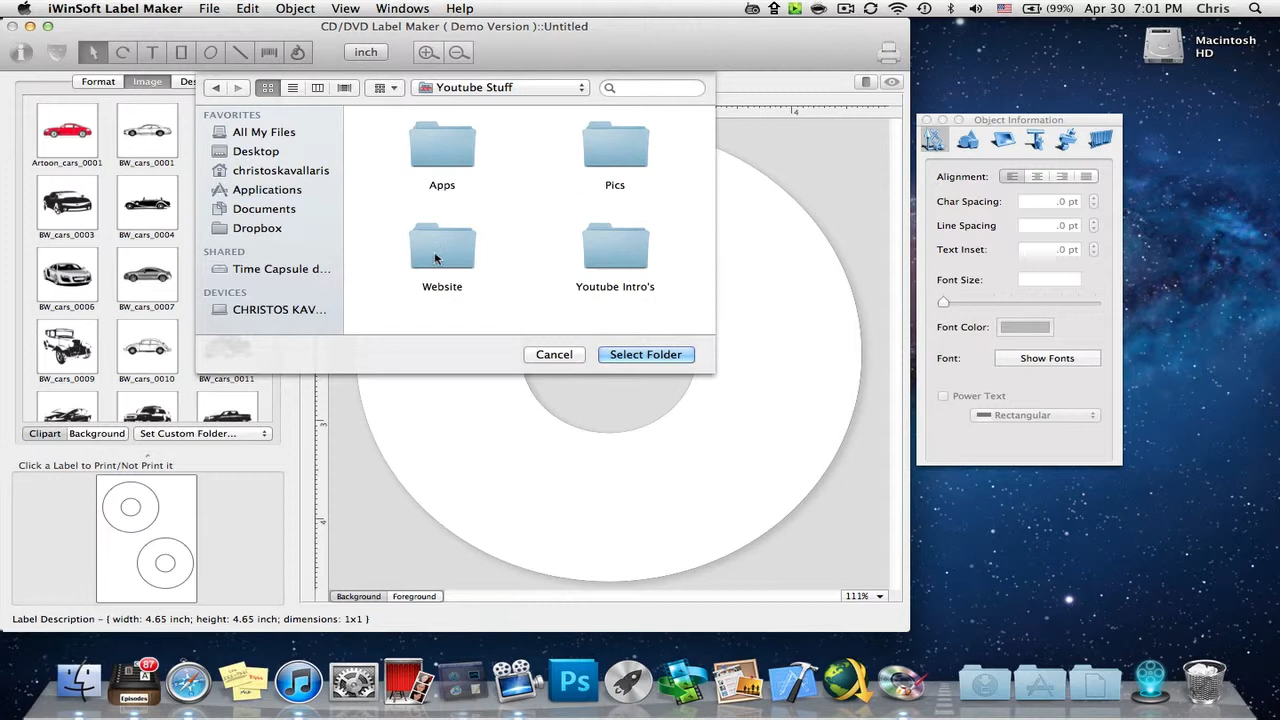 iWinSoft Label Maker File Edit Object View Windows Help (99%) Apr 30 7:01 PM Chris
CD/DVD Label Maker ( Demo Version )::Untitled
Macintosh HD
inch
Format Image
Youtube Stuff
4
Artoon_cars_0001 BW_cars_0001
BW_cars_0003 BW_cars_0004
BW_cars_0006 BW_cars_0007
BW_cars_0009 BW_cars_0010 BW_cars_0011
FAVORITES
All My Files
Desktop
christoskavallaris
Applications
Documents
Dropbox
SHARED
Time Capsule d...
DEVICES
CHRISTOS KAV...
Apps Pics
Website Youtube Intro's
Cancel Select Folder
Object Information
Alignment:
Char Spacing: .0 pt
Line Spacing .0 pt
Text Inset: .0 pt
Font Size:
Font Color:
Font: Show Fonts
Power Text
Rectangular
Clipart Background Set Custom Folder...
3
Click a Label to Print/Not Print it
4
Background Foreground 111%
Label Description - { width: 4.65 inch; height: 4.65 inch; dimensions: 1x1 }
87
A
Episodes
Ps